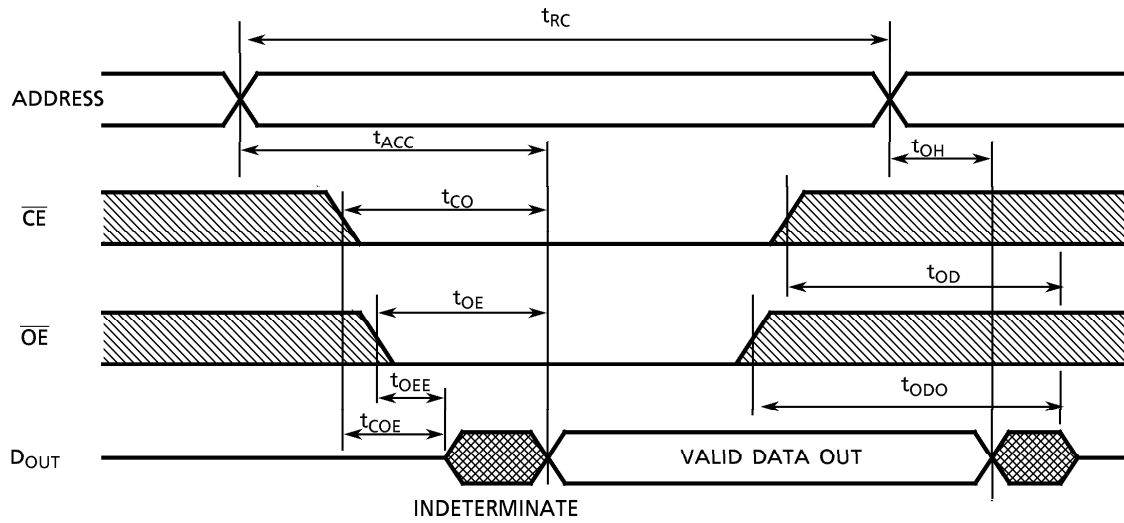 tRC
ADDRESS
tACC
tOH
CE
tCO
tOD
OE
tOE
tOEE
tODO
tCOE
DOUT
VALID DATA OUT
INDETERMINATE